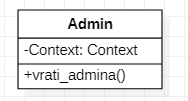 Admin
-Context: Context
+vrati_admina()